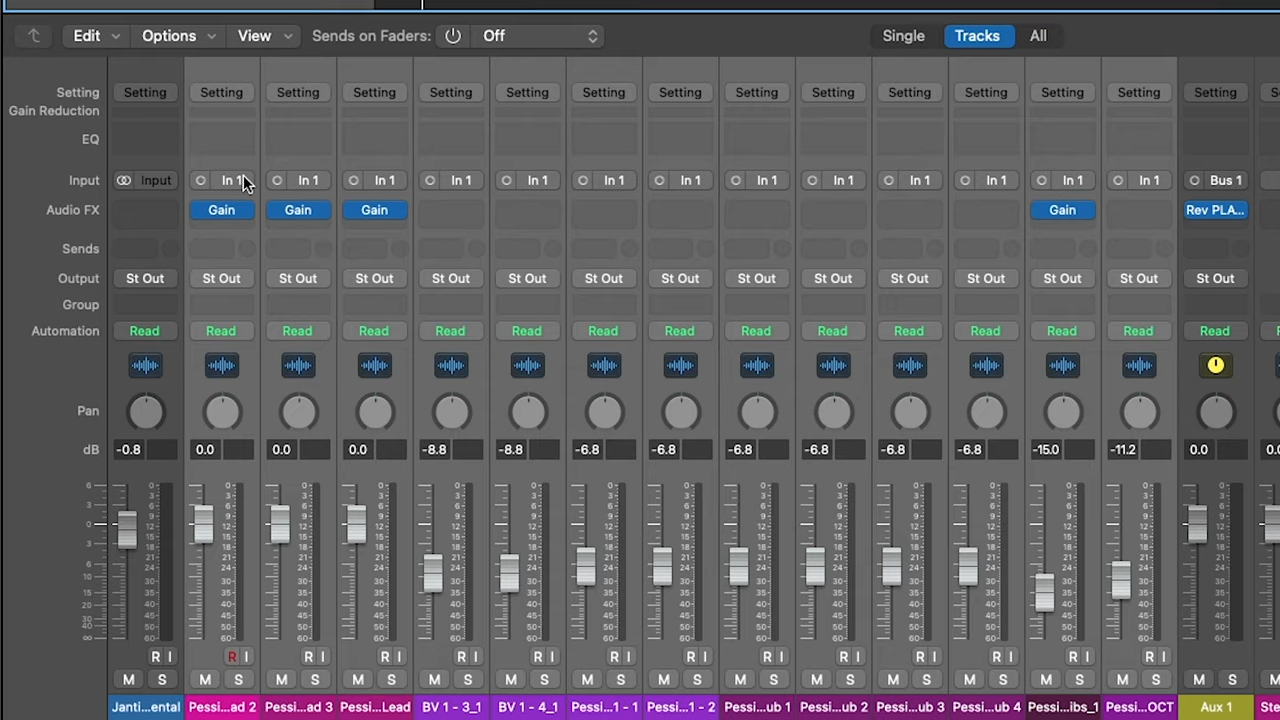 Edit Options View Sends on Faders: Off Single Tracks All
Setting Setting Setting Setting Setting Setting Setting Setting Setting Setting Setting Setting Setting Setting Setting Setting
Gain Reduction
EQ
Input Input In 1 In 1 In 1 In 1 In 1 In 1 In 1 In 1 In 1 In 1 In 1 In 1 In 1 Bus 1
Audio FX Gain Gain Gain Gain Rev PLA...
Sends
Output St Out St Out St Out St Out St Out St Out St Out St Out St Out St Out St Out St Out St Out St Out St Out
Group
Automation Read Read Read Read Read Read Read Read Read Read Read Read Read Read Read
Pan
dB -0.8 0.0 0.0 0.0 -8.8 -8.8 -6.8 -6.8 -6.8 -6.8 -6.8 -6.8 -15.0 -11.2 0.0
R I R I R I R I R I R I R I R I R I R I R I R I R I R I
M S M S M S M S M S M S M S M S M S M S M S M S M S M S M S M
Janti...ental Pessi...ad 2 Pessi...ad 3 Pessi...Lead BV 1 - 3_1 BV 1 - 4_1 Pessi...1 - 1 Pessi...1 - 2 Pessi...ub 1 Pessi...ub 2 Pessi...ub 3 Pessi...ub 4 Pessi...ibs_1 Pessi...OCT Aux 1